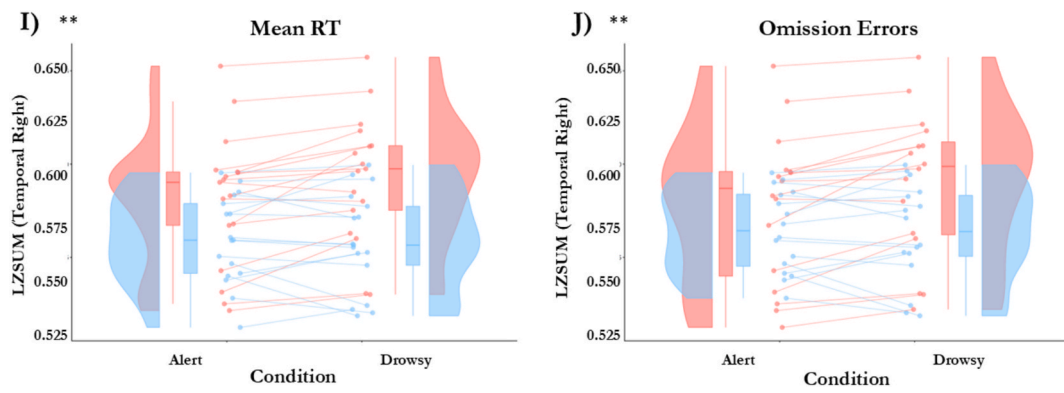 I) ** Mean RT
LZSUM (Temporal Right)
0.650
0.625
0.600
0.575
0.550
0.525
Alert Drowsy
Condition
J) ** Omission Errors
LZSUM (Temporal Right)
0.650
0.625
0.600
0.575
0.550
0.525
Alert Drowsy
Condition